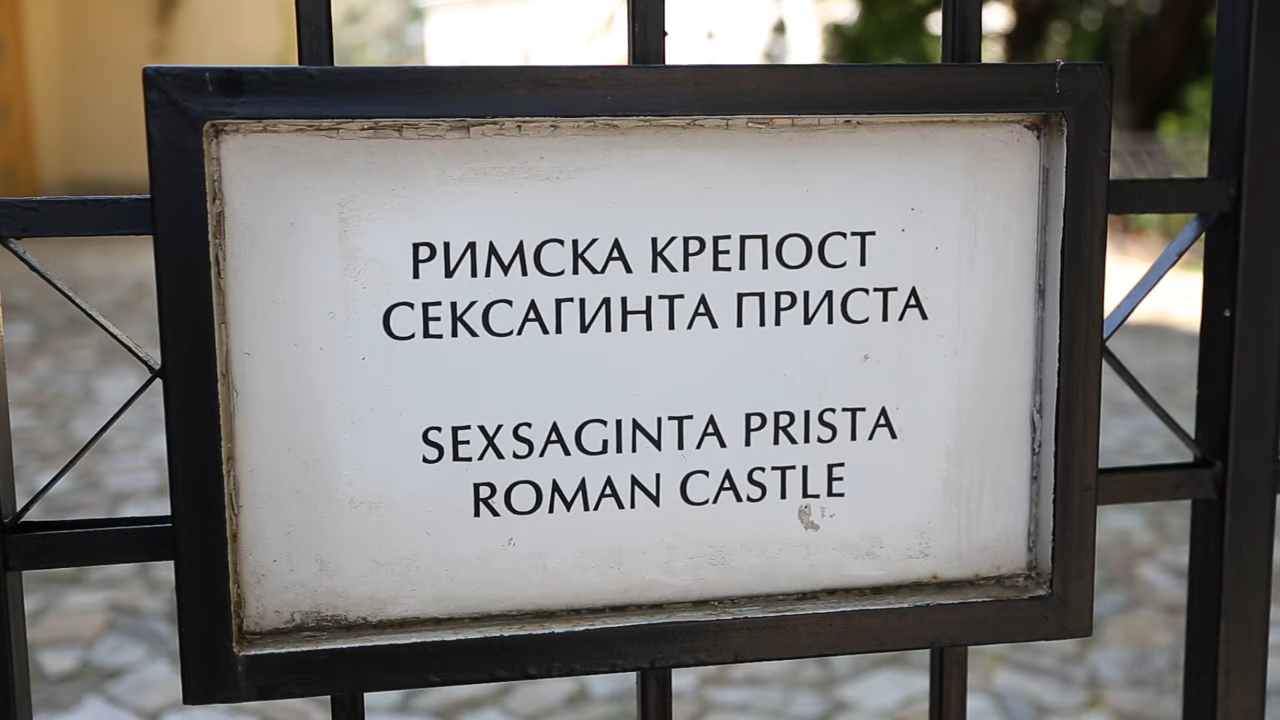 РИМСКА КРЕПОСТ
СЕКСАГИНТА ПРИСТА
SEXSAGINTA PRISTA
ROMAN CASTLE